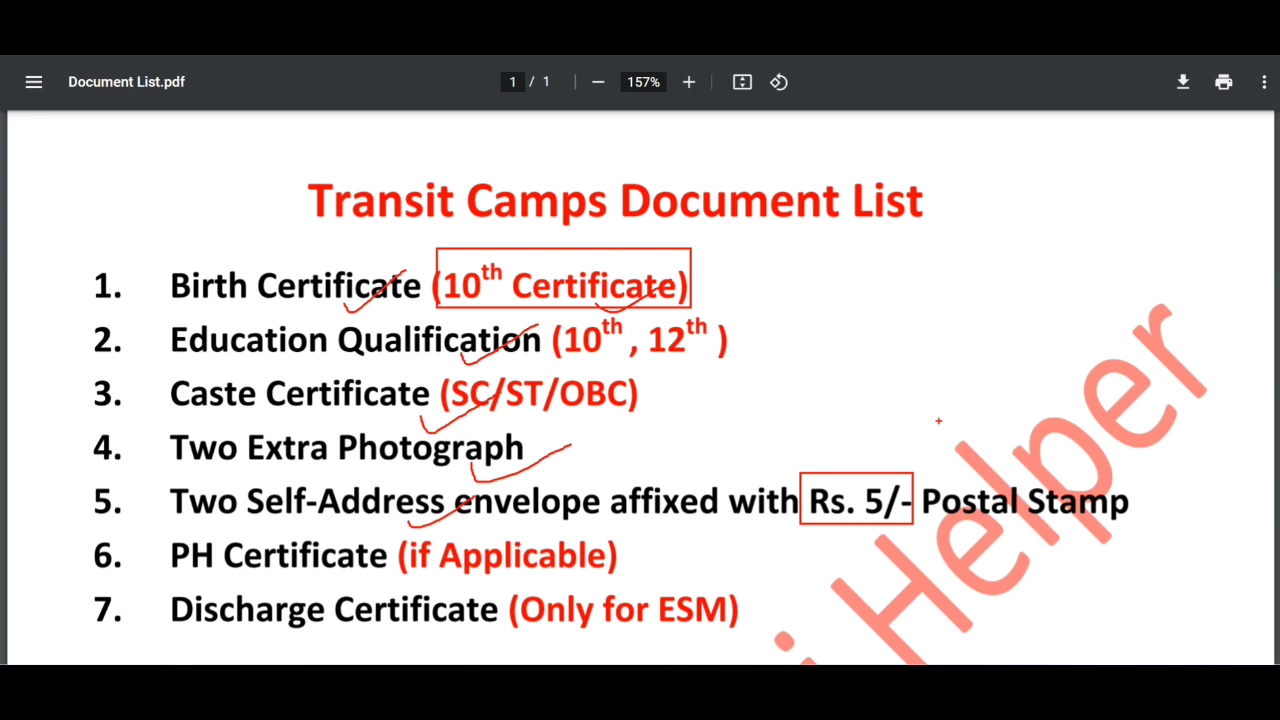 Document List.pdf
1 / 1
157%
Transit Camps Document List
1. Birth Certificate (10th Certificate)
2. Education Qualification (10th , 12th )
3. Caste Certificate (SC/ST/OBC)
4. Two Extra Photograph
5. Two Self-Address envelope affixed with Rs. 5/- Postal Stamp
6. PH Certificate (if Applicable)
7. Discharge Certificate (Only for ESM)
i Helper